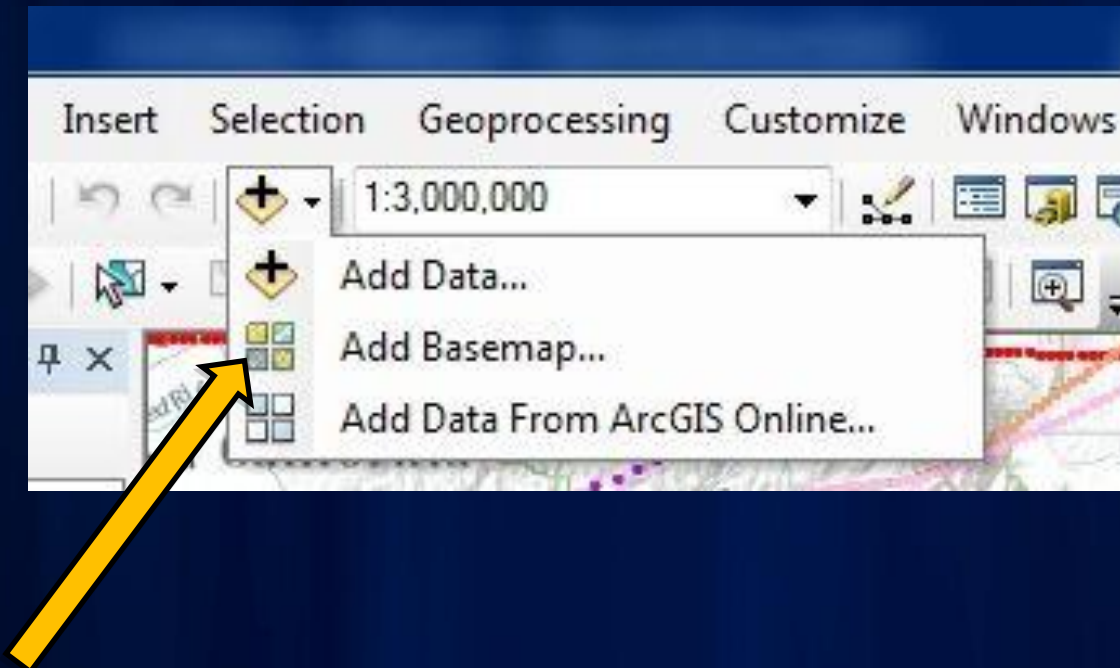 Insert Selection Geoprocessing Customize Windows
1:3,000,000
Add Data...
Add Basemap...
Add Data From ArcGIS Online...